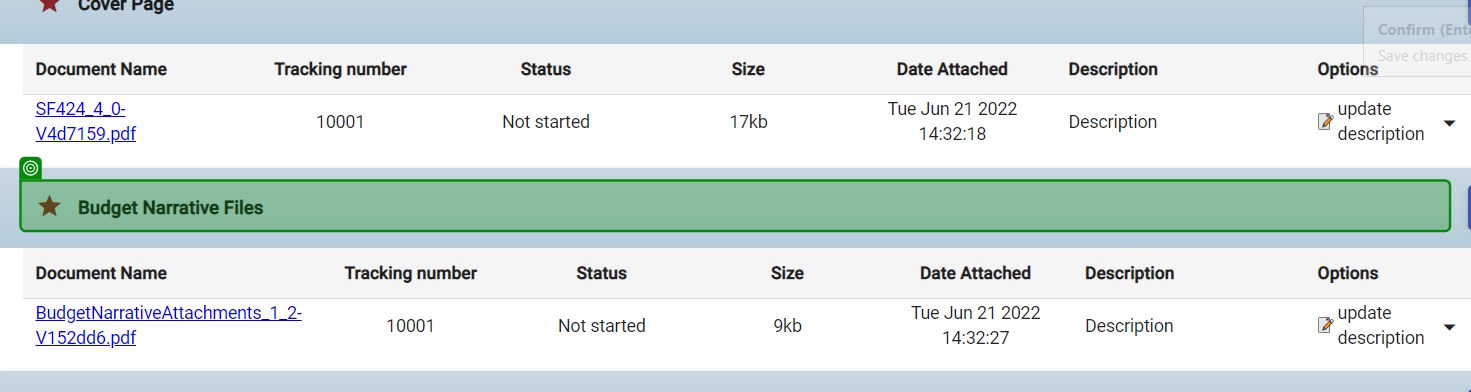 Cover Page
Confirm (Ente
Save changes
Document Name Tracking number Status Size Date Attached Description Options
SF424_4_0-
V4d7159.pdf
10001 Not started 17kb
Tue Jun 21 2022
14:32:18
Description
update
description
Budget Narrative Files
Document Name Tracking number Status Size Date Attached Description Options
BudgetNarrativeAttachments_1_2-
V152dd6.pdf
10001 Not started 9kb
Tue Jun 21 2022
14:32:27
Description
update
description